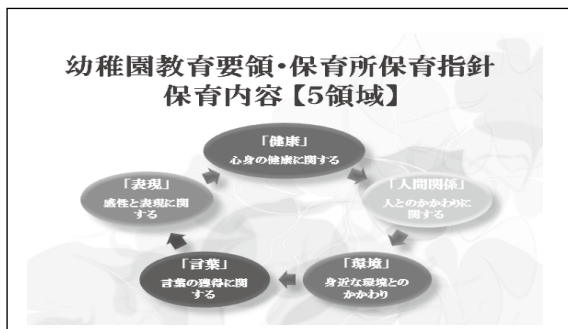 幼稚園教育要領・保育所保育指針
保育内容【5領域】
「健康」
心身の健康に関する
「人間関係」
人とのかかわりに
関する
「環境」
身近な環境との
かかわり
「言葉」
言葉の獲得に関
する
「表現」
感性と表現に関
する